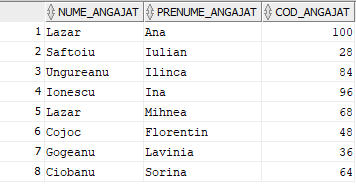 NUME_ANGAJAT PRENUME_ANGAJAT COD_ANGAJAT
1 Lazar Ana 100
2 Saftoiu Iulian 28
3 Ungureanu Ilinca 84
4 Ionescu Ina 96
5 Lazar Mihnea 68
6 Cojoc Florentin 48
7 Gogeanu Lavinia 36
8 Ciobanu Sorina 64